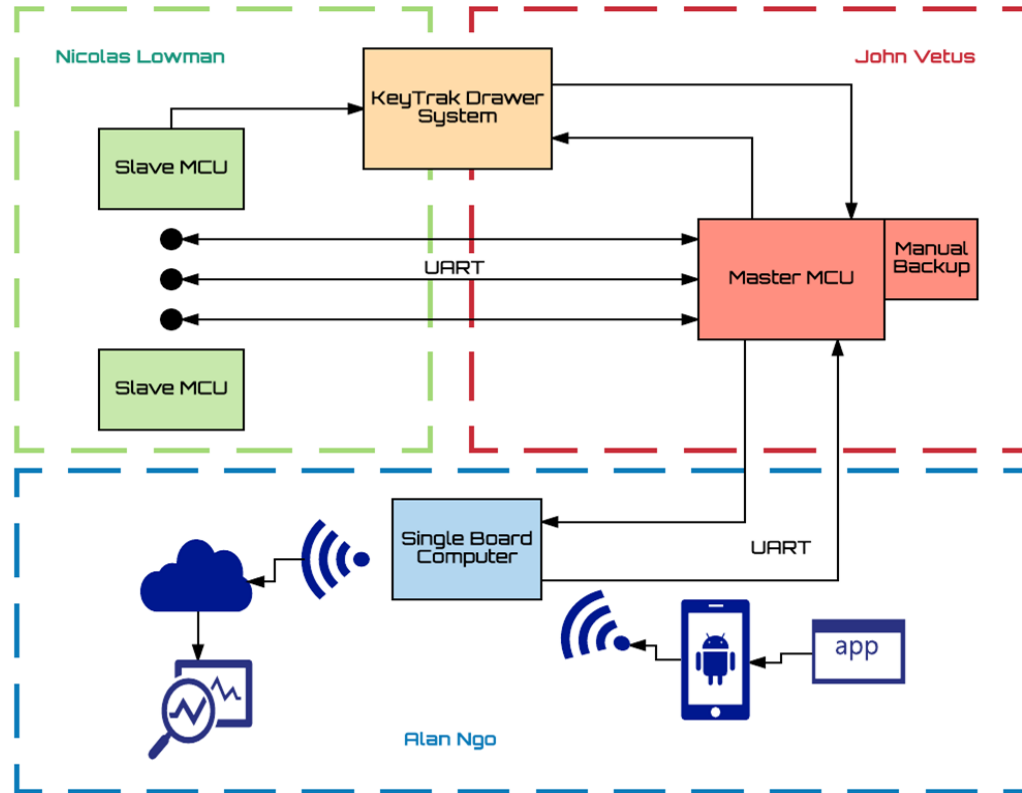 Nicolas Lowman
John Vetus
KeyTrak Drawer
System
Slave MCU
UART
Master MCU
Manual
Backup
Slave MCU
Single Board
Computer
UART
app
Alan Ngo